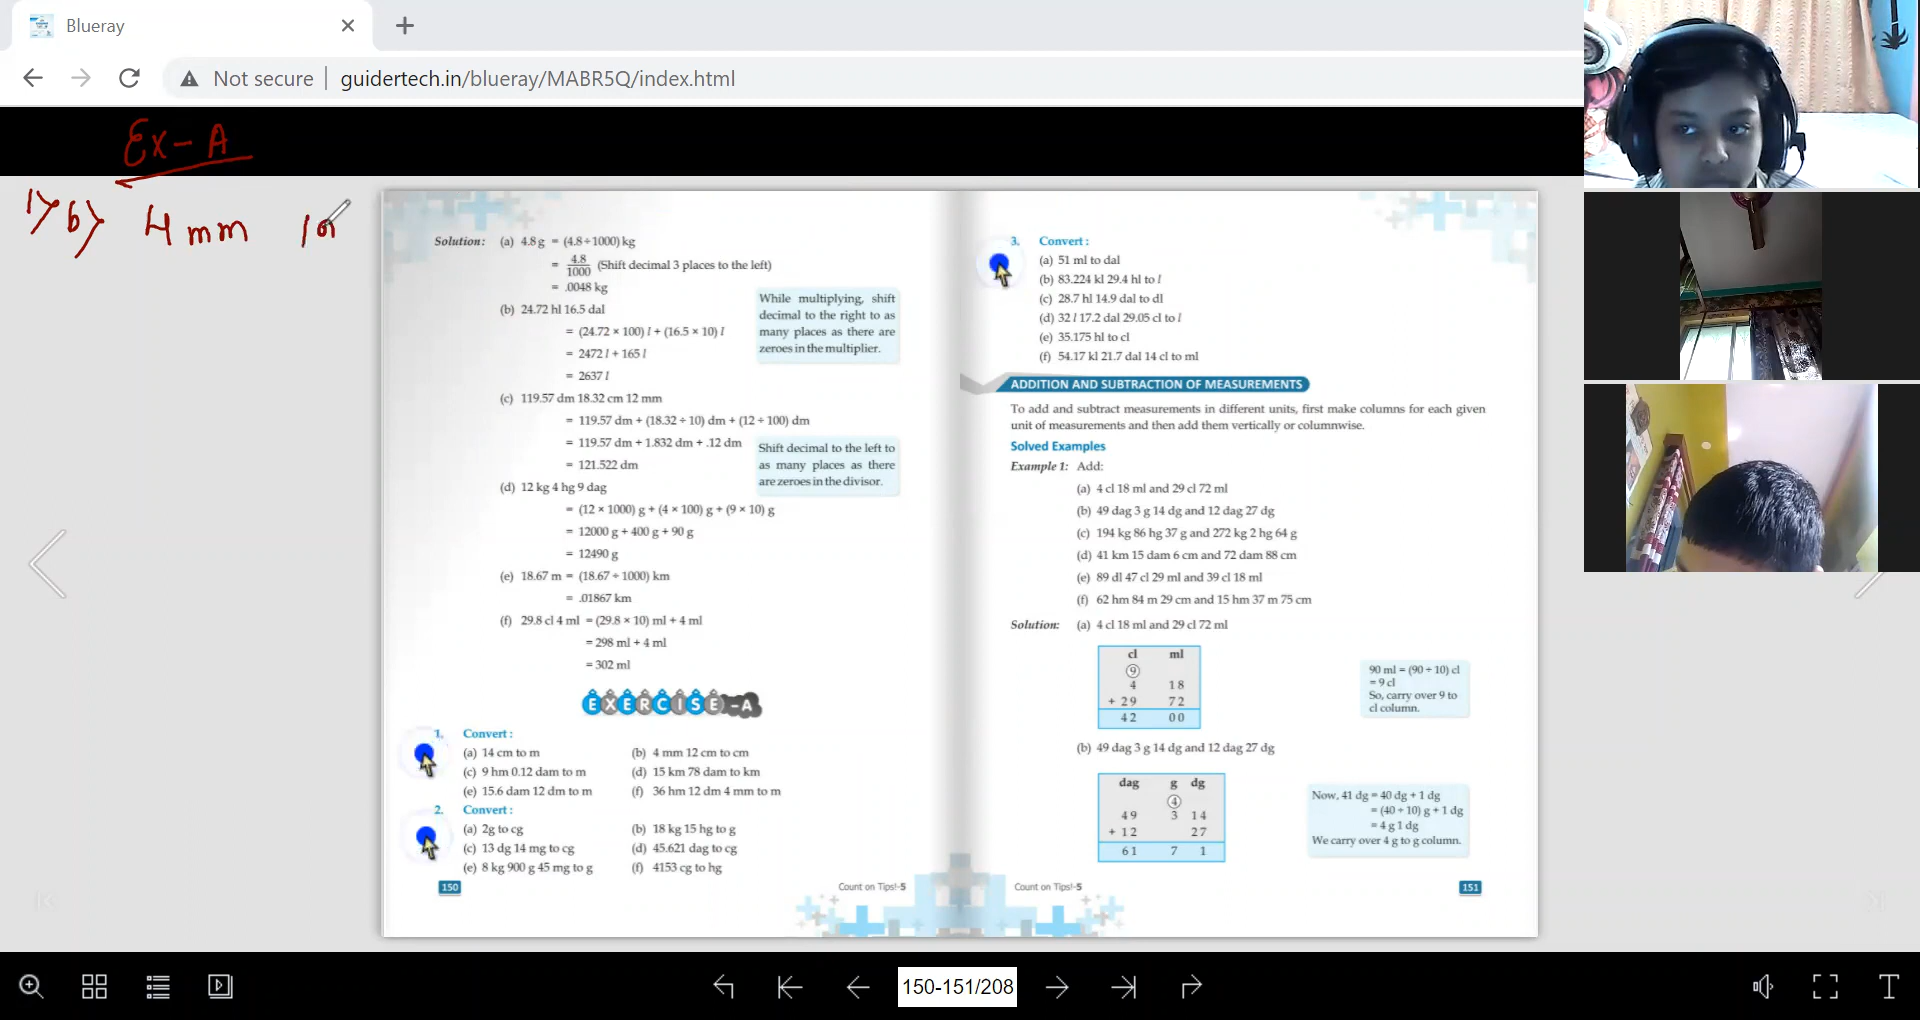 Blueray
Not secure guidertech.in/blueray/MABR5Q/index.html
Ex-A
1) b) 4 mm
Solution: (a) 4.8 g = (4.8÷1000) kg
= 4.8/1000 (Shift decimal 3 places to the left)
= .0048 kg
(b) 24.72 hl 16.5 dal
= (24.72 × 100) l + (16.5 × 10) l
= 2472 l + 165 l
= 2637 l
While multiplying, shift
decimal to the right to as
many places as there are
zeroes in the multiplier.
(c) 119.57 dm 18.32 cm 12 mm
= 119.57 dm + (18.32 ÷ 10) dm + (12 ÷ 100) dm
= 119.57 dm + 1.832 dm + .12 dm
= 121.522 dm
Shift decimal to the left to
as many places as there
are zeroes in the divisor.
(d) 12 kg 4 hg 9 dag
= (12 × 1000) g + (4 × 100) g + (9 × 10) g
= 12000 g + 400 g + 90 g
= 12490 g
(e) 18.67 m = (18.67 ÷ 1000) km
= .01867 km
(f) 29.8 cl 4 ml = (29.8 × 10) ml + 4 ml
= 298 ml + 4 ml
= 302 ml
EXERCISE-A
1. Convert :
(a) 14 cm to m (b) 4 mm 12 cm to cm
(c) 9 hm 0.12 dam to m (d) 15 km 78 dam to km
(e) 15.6 dam 12 dm to m (f) 36 hm 12 dm 4 mm to m
2. Convert :
(a) 2g to cg (b) 18 kg 15 hg to g
(c) 13 dg 14 mg to cg (d) 45.621 dag to cg
(e) 8 kg 900 g 45 mg to g (f) 4153 cg to hg
150 Count on Tips!-5
3. Convert :
(a) 51 ml to dal
(b) 83.224 kl 29.4 hl to l
(c) 28.7 hl 14.9 dal to dl
(d) 32 l 17.2 dal 29.05 cl to l
(e) 35.175 hl to cl
(f) 54.17 kl 21.7 dal 14 cl to ml
ADDITION AND SUBTRACTION OF MEASUREMENTS
To add and subtract measurements in different units, first make columns for each given
unit of measurements and then add them vertically or columnwise.
Solved Examples
Example 1: Add:
(a) 4 cl 18 ml and 29 cl 72 ml
(b) 49 dag 3 g 14 dg and 12 dag 27 dg
(c) 194 kg 86 hg 37 g and 272 kg 2 hg 64 g
(d) 41 km 15 dam 6 cm and 72 dam 88 cm
(e) 89 dl 47 cl 29 ml and 39 cl 18 ml
(f) 62 hm 84 m 29 cm and 15 hm 37 m 75 cm
Solution: (a) 4 cl 18 ml and 29 cl 72 ml
cl ml
9
4 18
+ 29 72
42 00
90 ml = (90 ÷ 10) cl
= 9 cl
So, carry over 9 to
cl column.
(b) 49 dag 3 g 14 dg and 12 dag 27 dg
dag g dg
4
49 3 14
+ 12 27
61 7 1
Now, 41 dg = 40 dg + 1 dg
= (40 ÷ 10) g + 1 dg
= 4 g 1 dg
We carry over 4 g to g column.
Count on Tips!-5 151
150-151/208